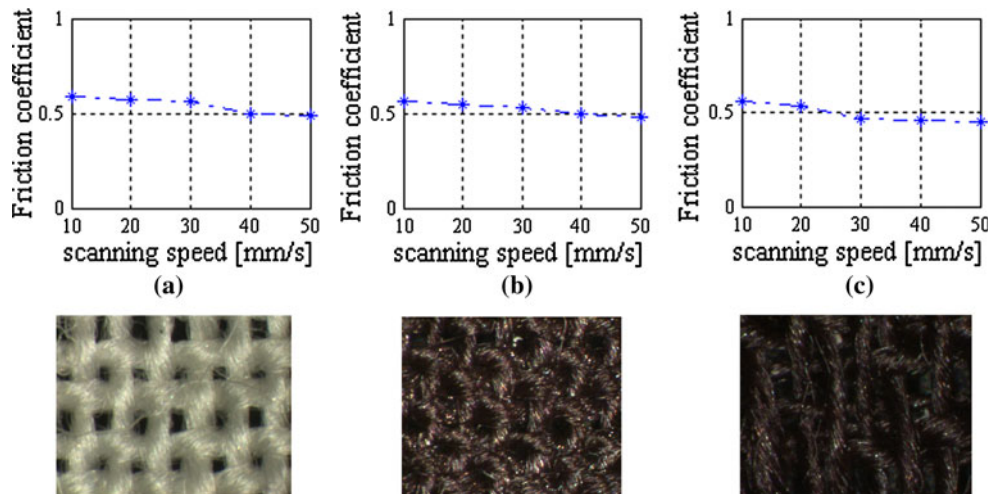 Friction coefficient
1
0.5
0
10 20 30 40 50
scanning speed [mm/s]
(a)
Friction coefficient
1
0.5
0
10 20 30 40 50
scanning speed [mm/s]
(b)
Friction coefficient
1
0.5
0
10 20 30 40 50
scanning speed [mm/s]
(c)